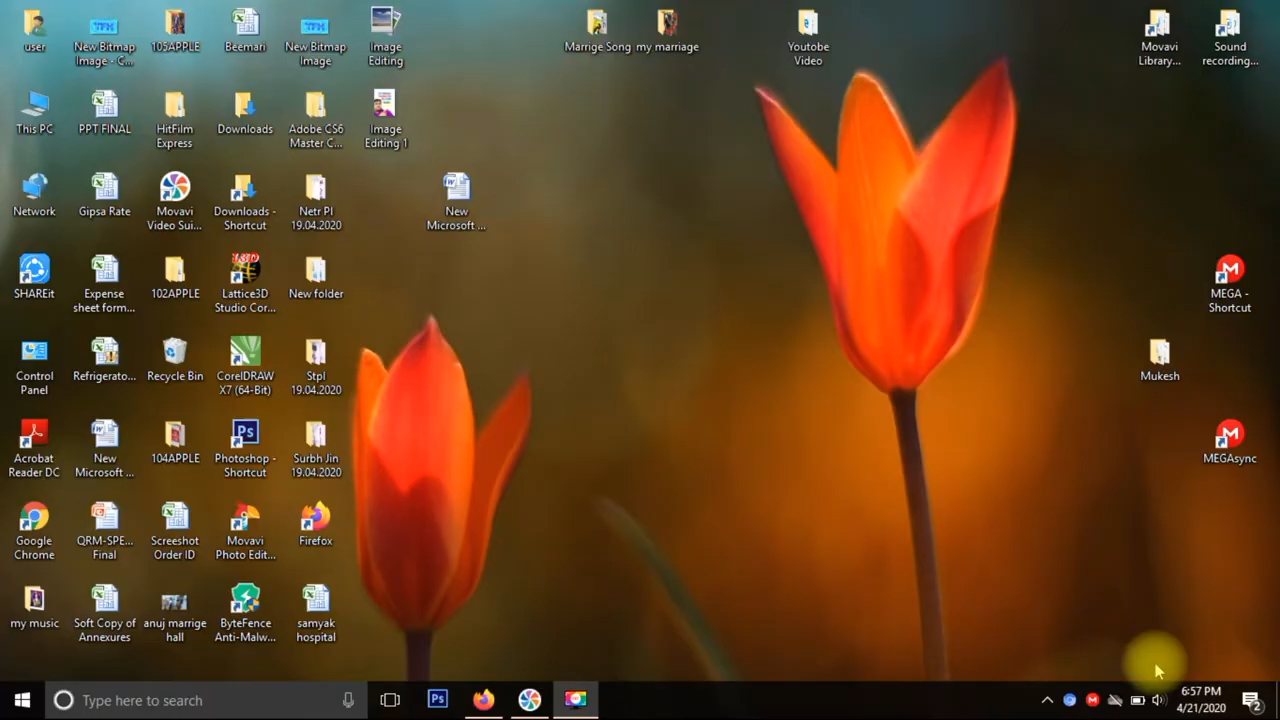 user
New Bitmap
Image - C...
105APPLE
Beemari
New Bitmap
Image
Image
Editing
Marrige Song
my marriage
Youtube
Video
Movavi
Library...
Sound
recording...
This PC
PPT FINAL
HitFilm
Express
Downloads
Adobe CS6
Master C...
Image
Editing 1
Network
Gipsa Rate
Movavi
Video Sui...
Downloads -
Shortcut
Netr PI
19.04.2020
New
Microsoft ...
SHAREit
Expense
sheet form...
102APPLE
Lattice3D
Studio Cor...
New folder
MEGA -
Shortcut
Control
Panel
Refrigerato...
Recycle Bin
CorelDRAW
X7 (64-Bit)
Stpl
19.04.2020
Mukesh
Acrobat
Reader DC
New
Microsoft ...
104APPLE
Ps
Photoshop -
Shortcut
Surbh Jin
19.04.2020
MEGAsync
Google
Chrome
QRM-SPE...
Final
Screeshot
Order ID
Movavi
Photo Edit...
Firefox
my music
Soft Copy of
Annexures
anuj marrige
hall
ByteFence
Anti-Malw...
samyak
hospital
Type here to search
Ps
6:57 PM
4/21/2020
2